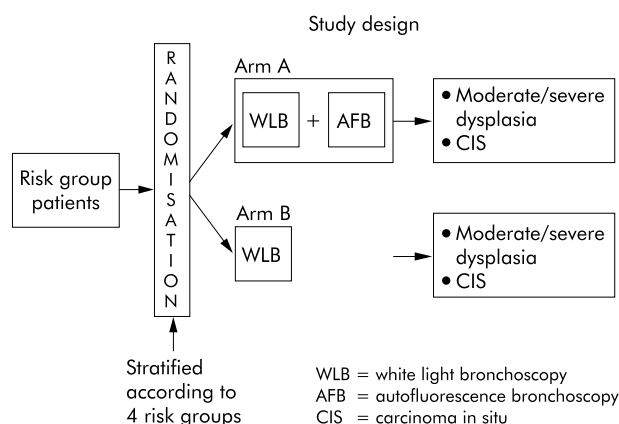 Study design
RANDOMISATION
Arm A
WLB + AFB
• Moderate/severe
dysplasia
• CIS
Risk group
patients
Arm B
WLB
• Moderate/severe
dysplasia
• CIS
Stratified
according to
4 risk groups
WLB = white light bronchoscopy
AFB = autofluorescence bronchoscopy
CIS = carcinoma in situ